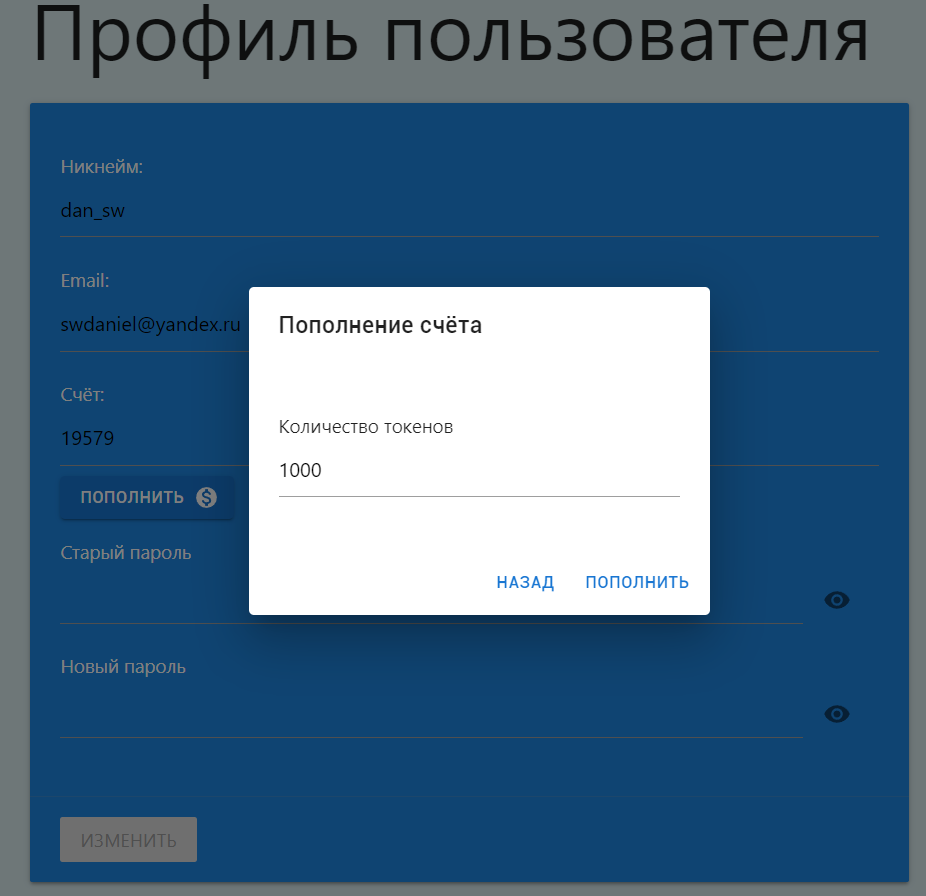 Профиль пользователя
Никнейм:
dan_sw
Email:
swdaniel@yandex.ru
Счёт:
19579
ПОПОЛНИТЬ
Пополнение счёта
Количество токенов
1000
НАЗАД ПОПОЛНИТЬ
Старый пароль
Новый пароль
ИЗМЕНИТЬ